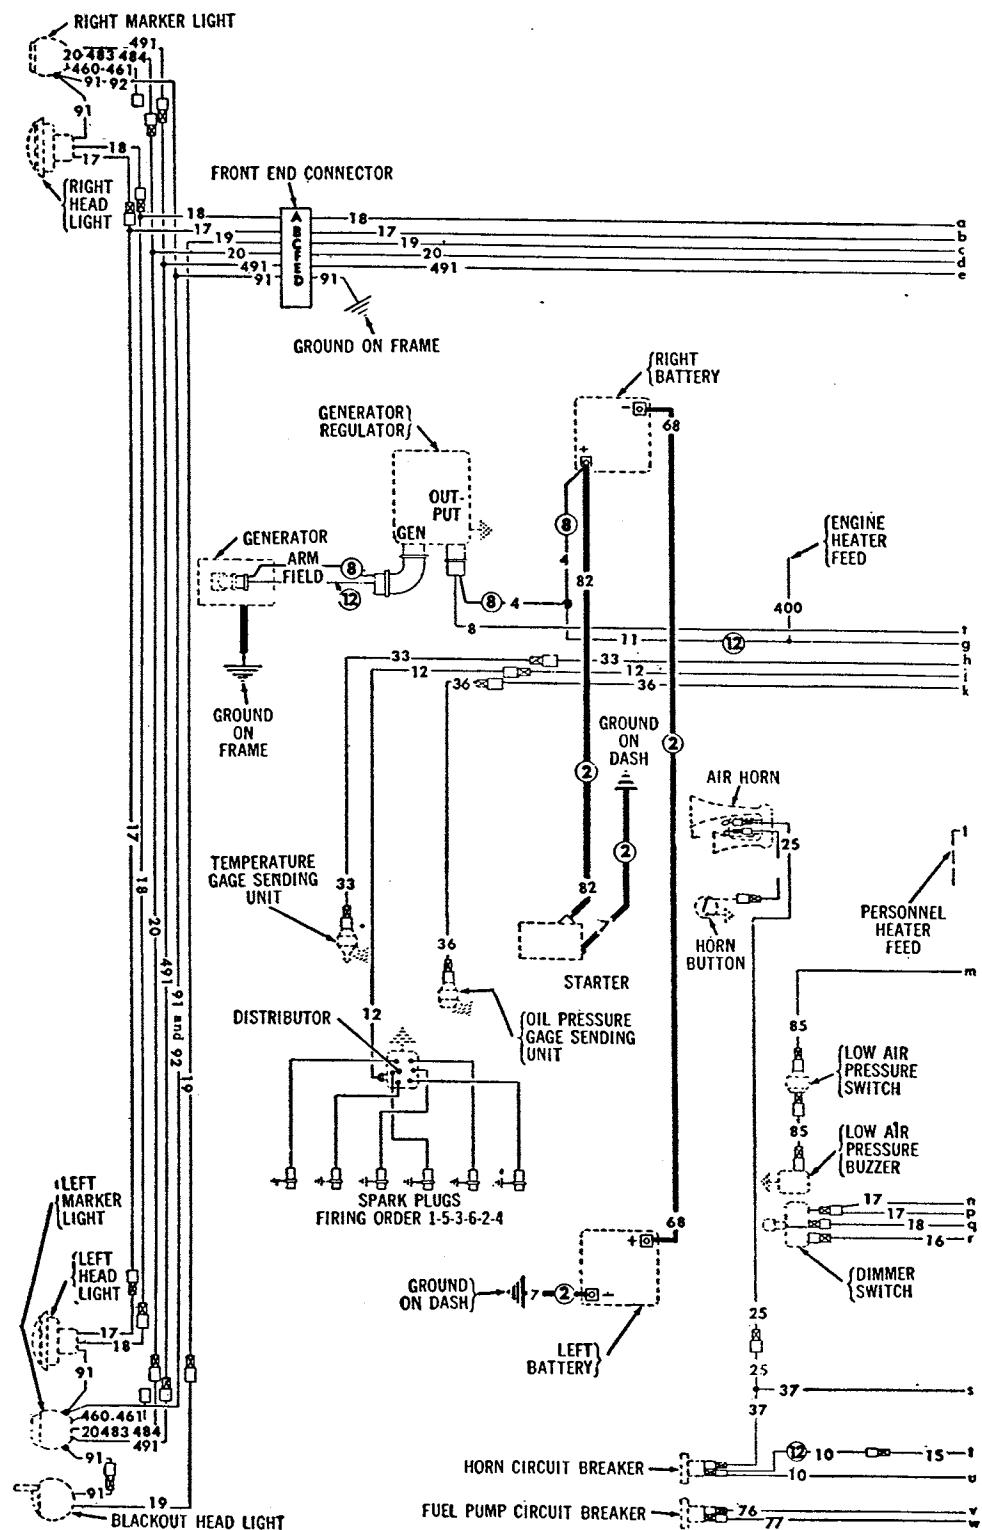 RIGHT MARKER LIGHT
491
20-483 484
460-461
91-92
91
18
17
RIGHT
HEAD
LIGHT
FRONT END CONNECTOR
A
B
C
F
E
D
18
18
a
17
17
b
19
19
c
20
20
d
491
491
e
91
91
GROUND ON FRAME
RIGHT
BATTERY
−
68
+
GENERATOR
REGULATOR
OUT-
PUT
GEN
8
4
82
ENGINE
HEATER
FEED
GENERATOR
ARM
FIELD
8
12
8
4
400
8
f
11
12
g
33
33
h
12
12
i
36
36
k
GROUND
ON
FRAME
GROUND
ON
DASH
2
2
2
AIR HORN
25
l
PERSONNEL
HEATER
FEED
17
18
20
491
91 and 92
19
TEMPERATURE
GAGE SENDING
UNIT
33
82
7
STARTER
HORN
BUTTON
36
m
OIL PRESSURE
GAGE SENDING
UNIT
DISTRIBUTOR
12
85
LOW AIR
PRESSURE
SWITCH
85
LOW AIR
PRESSURE
BUZZER
SPARK PLUGS
FIRING ORDER 1-5-3-6-2-4
17
n
17
p
18
q
16
r
DIMMER
SWITCH
LEFT
MARKER
LIGHT
LEFT
HEAD
LIGHT
68
+
GROUND
ON DASH
7
2
−
LEFT
BATTERY
17
18
91
460-461
20483 484
491
91
91
19
BLACKOUT HEAD LIGHT
25
25
37
s
37
HORN CIRCUIT BREAKER
12
10
15
t
10
u
FUEL PUMP CIRCUIT BREAKER
76
v
77
w